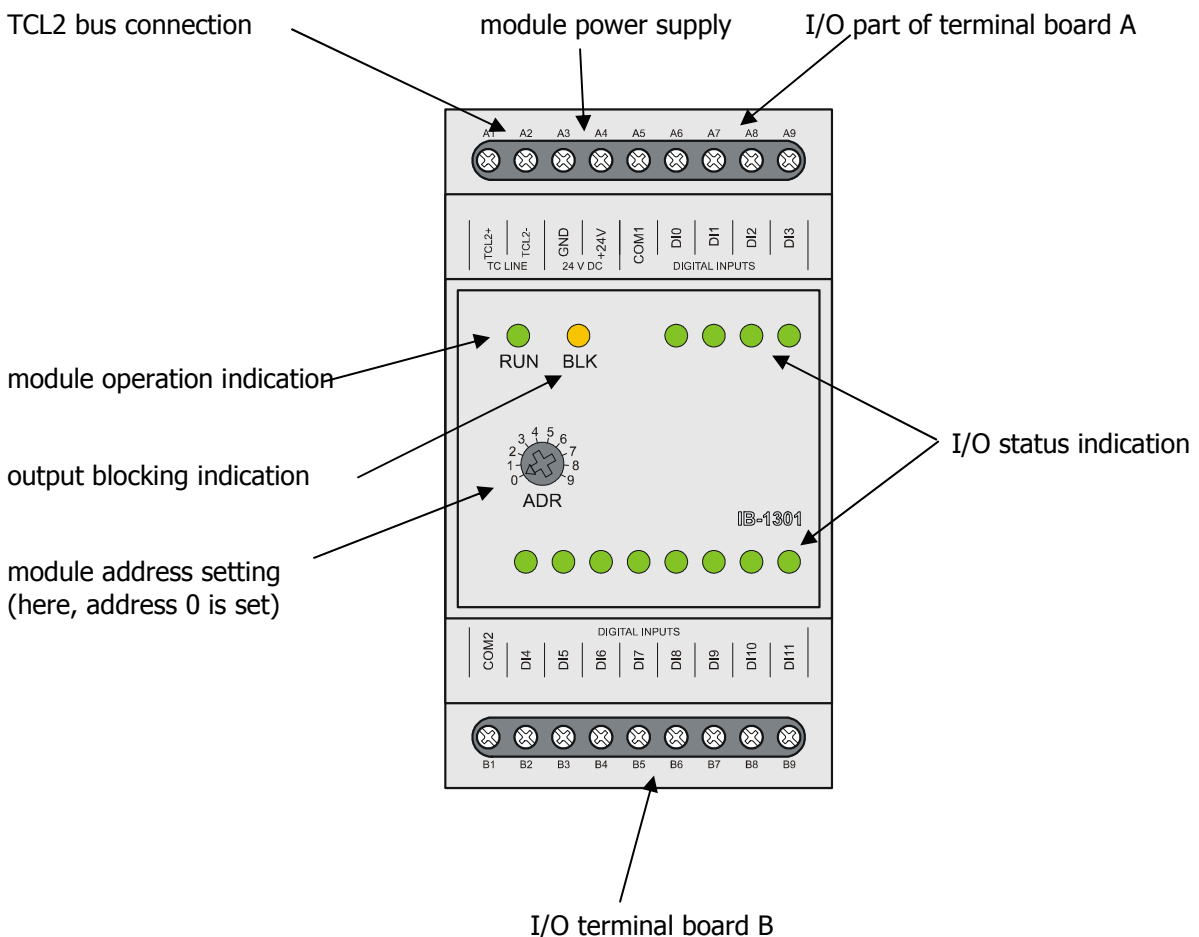 TCL2 bus connection
module power supply
I/O part of terminal board A
A1 A2 A3 A4 A5 A6 A7 A8 A9
TCL2+ TCL2- GND +24V COM1 DI0 DI1 DI2 DI3
TC LINE 24 V DC DIGITAL INPUTS
RUN BLK
module operation indication
output blocking indication
0 1 2 3 4 5 6 7 8 9
ADR
I/O status indication
IB-1301
module address setting
(here, address 0 is set)
DIGITAL INPUTS
COM2 DI4 DI5 DI6 DI7 DI8 DI9 DI10 DI11
B1 B2 B3 B4 B5 B6 B7 B8 B9
I/O terminal board B